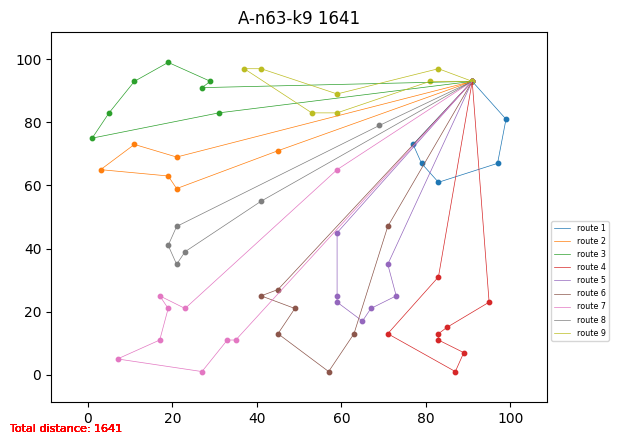 A-n63-k9 1641
100
80
60
40
20
0
0 20 40 60 80 100
route 1
route 2
route 3
route 4
route 5
route 6
route 7
route 8
route 9
Total distance: 1641